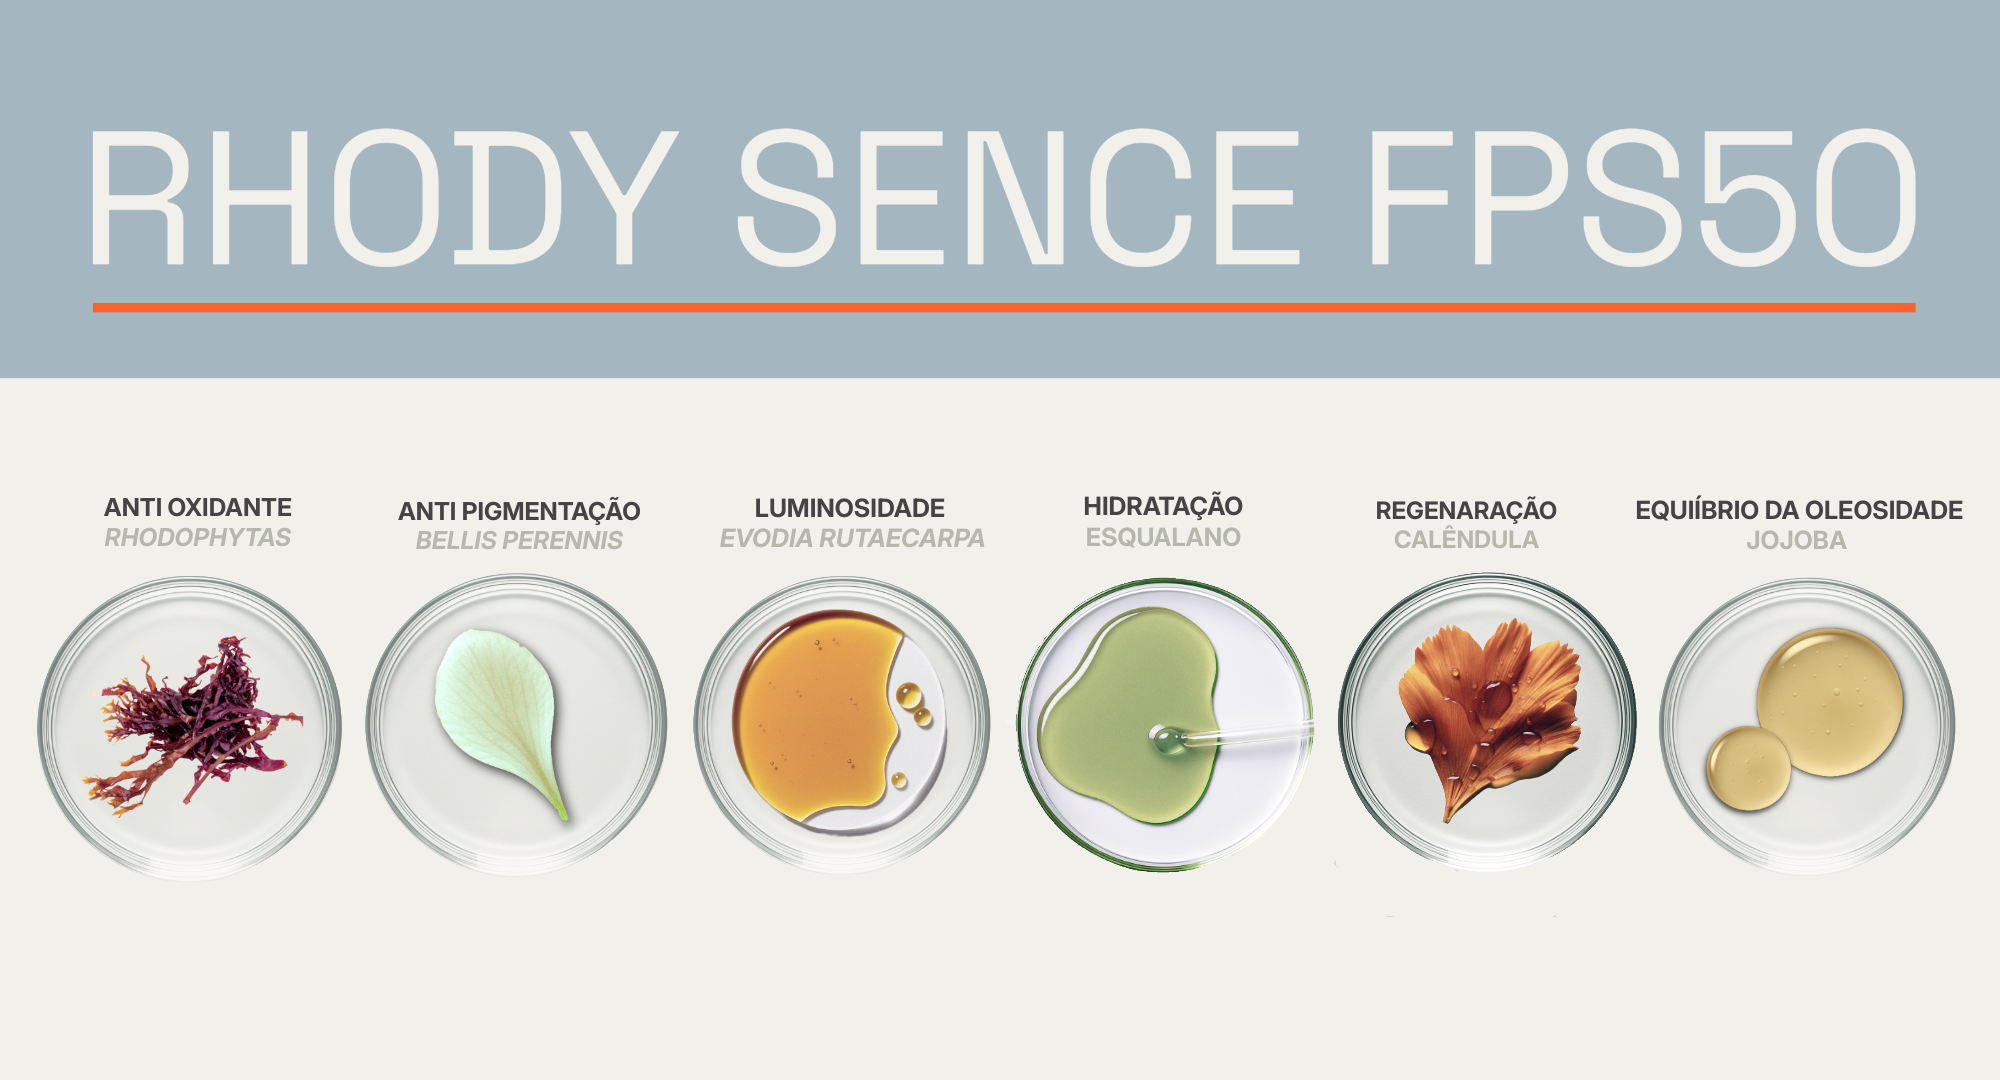 RHODY SENCE FPS50
ANTI OXIDANTE
RHODOPHYTAS
ANTI PIGMENTAÇÃO
BELLIS PERENNIS
LUMINOSIDADE
EVODIA RUTAECARPA
HIDRATAÇÃO
ESQUALANO
REGENARAÇÃO
CALÊNDULA
EQUIÍBRIO DA OLEOSIDADE
JOJOBA